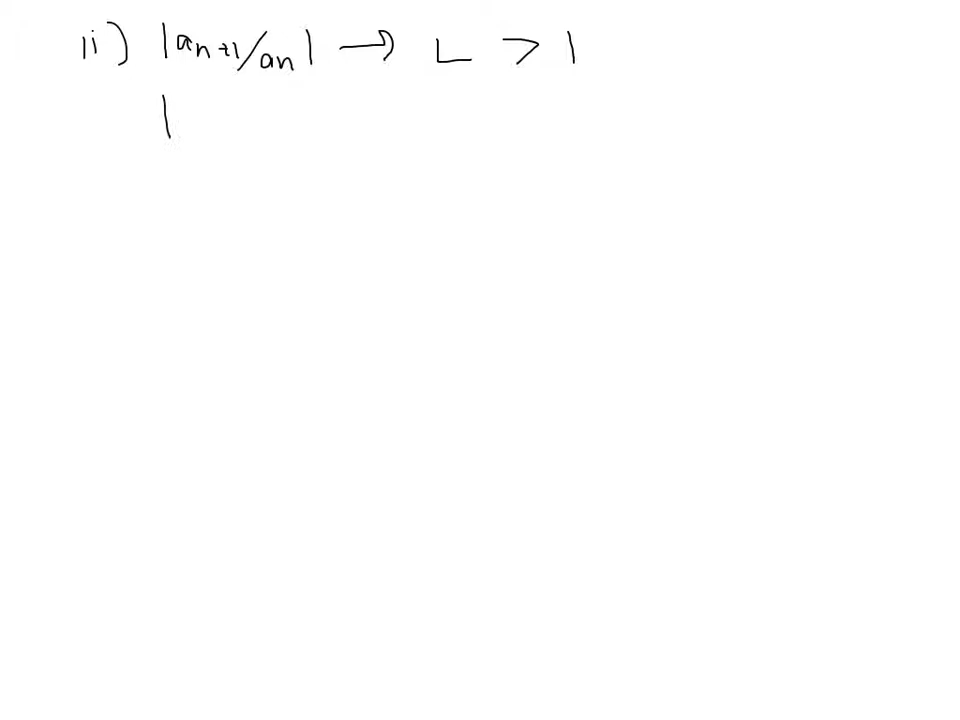 ii) |an+1/an| → L > 1
|